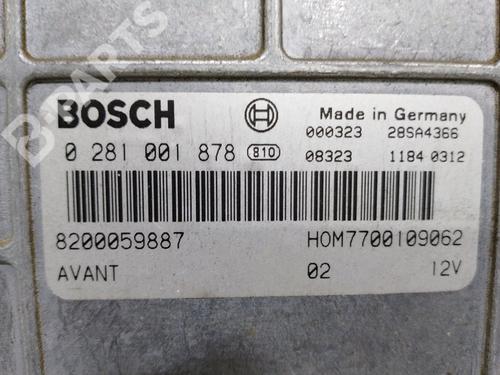 B-PARTS
BOSCH
Made in Germany
000323 28SA4366
0 281 001 878 810 08323 1184 0312
8200059887 HOM7700109062
AVANT 02 12V